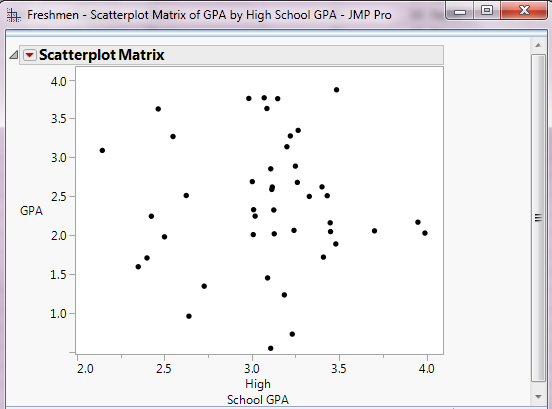 Freshmen - Scatterplot Matrix of GPA by High School GPA - JMP Pro
Scatterplot Matrix
4.0
3.5
3.0
2.5
GPA
2.0
1.5
1.0
2.0 2.5 3.0 3.5 4.0
High
School GPA